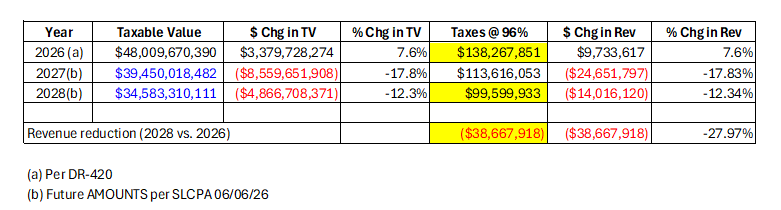 Year Taxable Value $ Chg in TV % Chg in TV Taxes @ 96% $ Chg in Rev % Chg in Rev
2026 (a) $48,009,670,390 $3,379,728,274 7.6% $138,267,851 $9,733,617 7.6%
2027(b) $39,450,018,482 ($8,559,651,908) -17.8% $113,616,053 ($24,651,797) -17.83%
2028(b) $34,583,310,111 ($4,866,708,371) -12.3% $99,599,933 ($14,016,120) -12.34%
Revenue reduction (2028 vs. 2026) ($38,667,918) ($38,667,918) -27.97%
(a) Per DR-420
(b) Future AMOUNTS per SLCPA 06/06/26